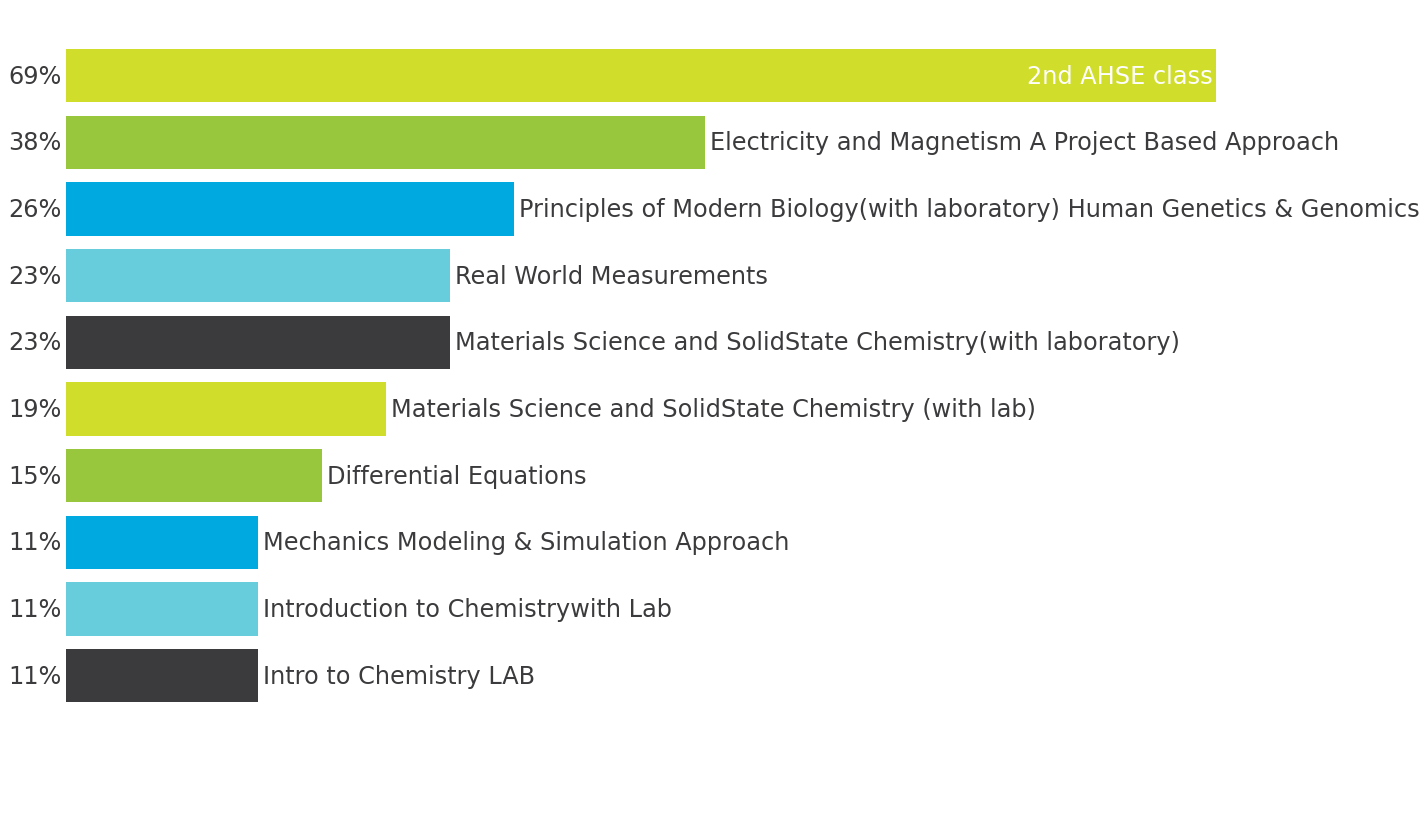 69% 2nd AHSE class
38% Electricity and Magnetism A Project Based Approach
26% Principles of Modern Biology(with laboratory) Human Genetics & Genomics
23% Real World Measurements
23% Materials Science and SolidState Chemistry(with laboratory)
19% Materials Science and SolidState Chemistry (with lab)
15% Differential Equations
11% Mechanics Modeling & Simulation Approach
11% Introduction to Chemistrywith Lab
11% Intro to Chemistry LAB